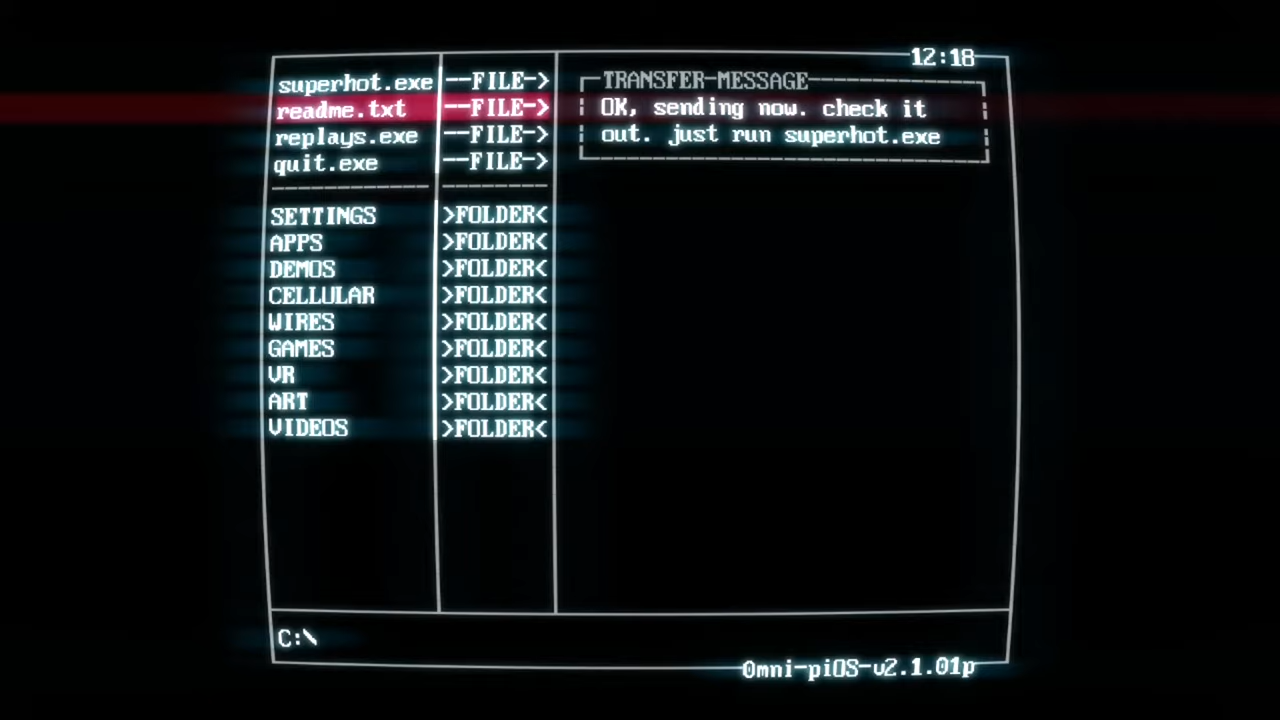 12:18
superhot.exe --FILE->
readme.txt --FILE->
replays.exe --FILE->
quit.exe --FILE->
SETTINGS >FOLDER<
APPS >FOLDER<
DEMOS >FOLDER<
CELLULAR >FOLDER<
WIRES >FOLDER<
GAMES >FOLDER<
VR >FOLDER<
ART >FOLDER<
VIDEOS >FOLDER<
TRANSFER-MESSAGE
OK, sending now. check it
out. just run superhot.exe
C:\
Omni-piOS-v2.1.01p